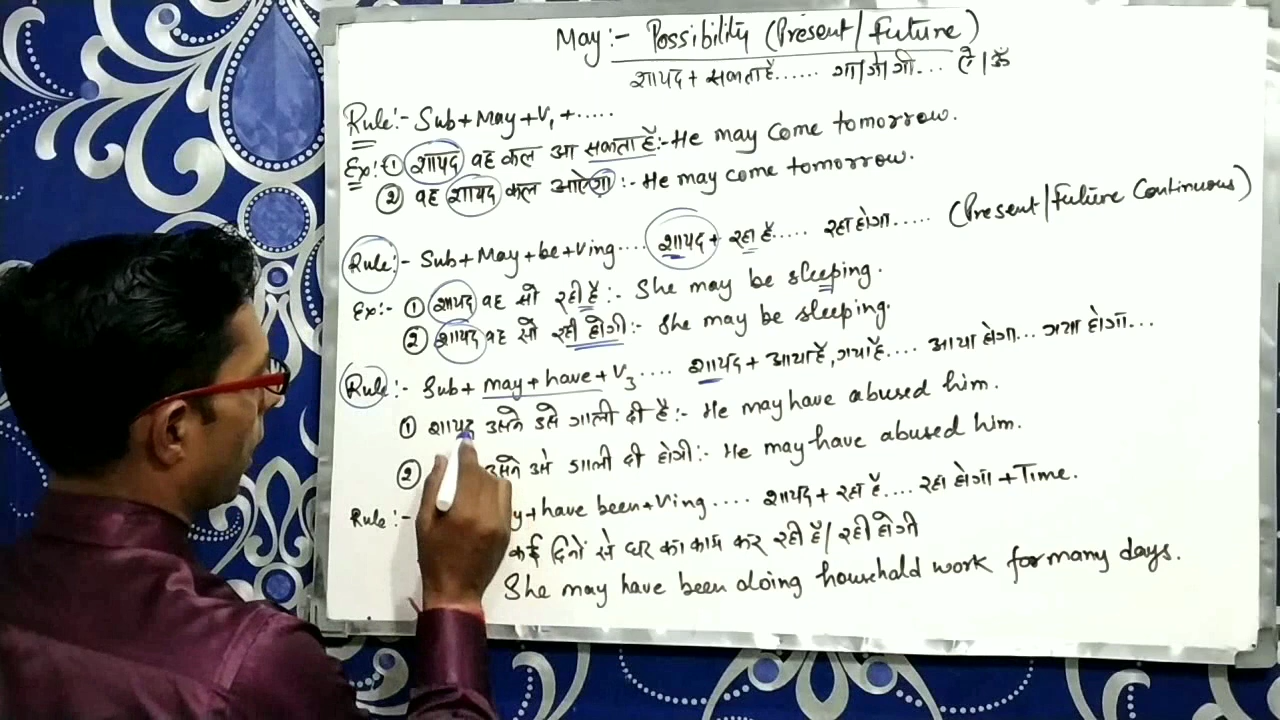 May:- Possibility (Present/Future)
शायद + सकता हैं...... गा/गे/गी... है/हो
Rule:- Sub+May+V₁+.....
Ex:- ① शायद वह कल आ सकता हैं:- He may come tomorrow.
② वह शायद कल आएगा:- He may come tomorrow.
Rule:- Sub+May+be+Ving.... शायद + रहा हैं..... रहा होगा..... (Present/Future Continuous)
Ex:- ① शायद वह सो रही हैं:- She may be sleeping.
② शायद वह सो रही होगी:- She may be sleeping.
Rule:- Sub+may+have+V₃.... शायद + आया हैं, गया हैं.... आया होगा... गया होगा...
① शायद उसने उसे गाली दी है:- He may have abused him.
② उसने उसे गाली दी होगी:- He may have abused him.
Rule:- y+have been+Ving.... शायद + रहा हैं.... रहा होगा + Time.
कई दिनों से घर का काम कर रही हैं/रही होगी
She may have been doing household work for many days.